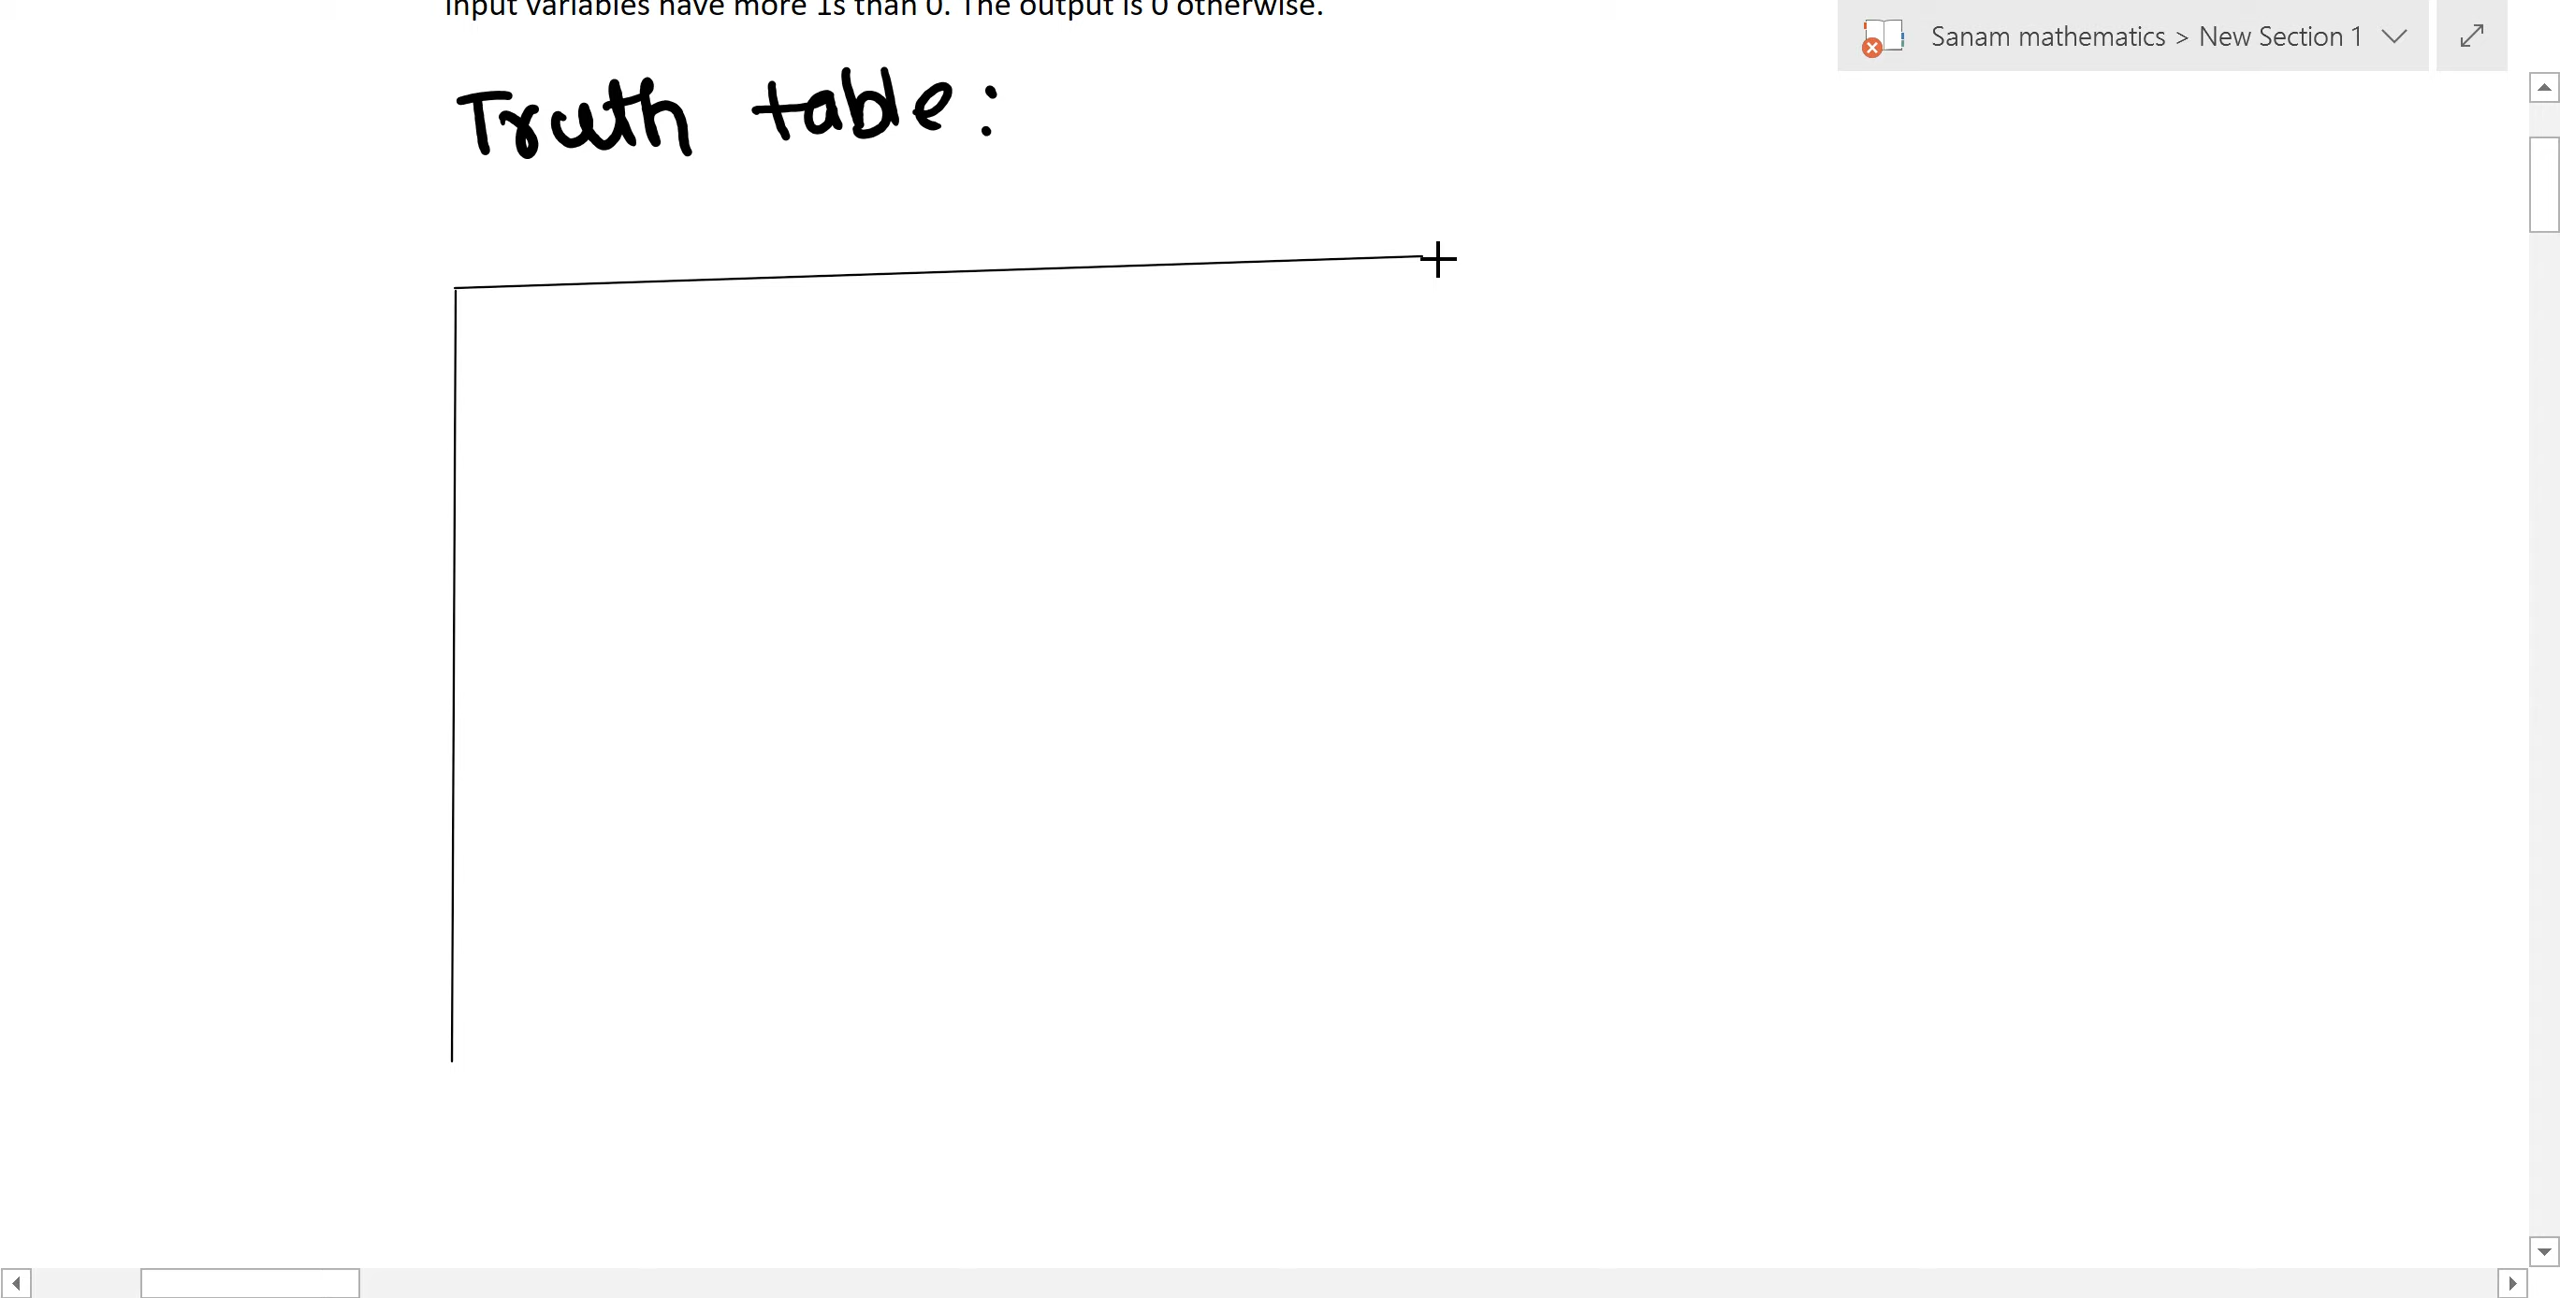 input variables have more 1s than 0. The output is 0 otherwise.
Sanam mathematics > New Section 1
Truth table: